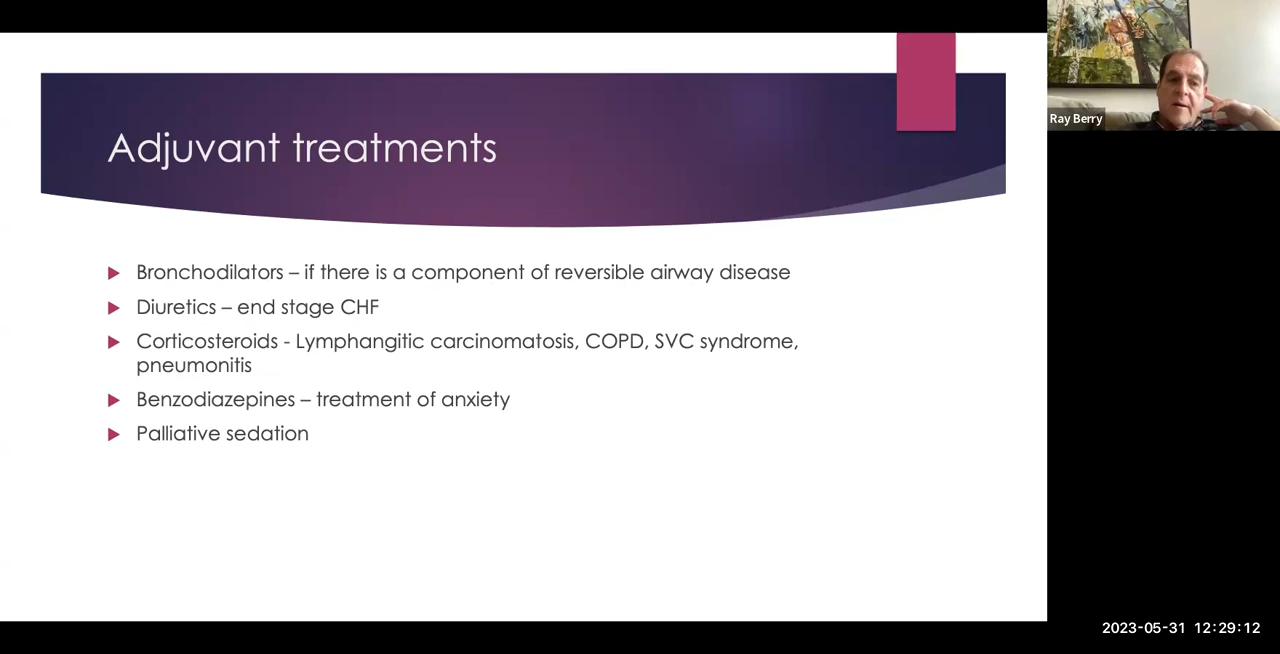 Adjuvant treatments
Bronchodilators – if there is a component of reversible airway disease
Diuretics – end stage CHF
Corticosteroids - Lymphangitic carcinomatosis, COPD, SVC syndrome,
pneumonitis
Benzodiazepines – treatment of anxiety
Palliative sedation
Ray Berry
2023-05-31 12:29:12